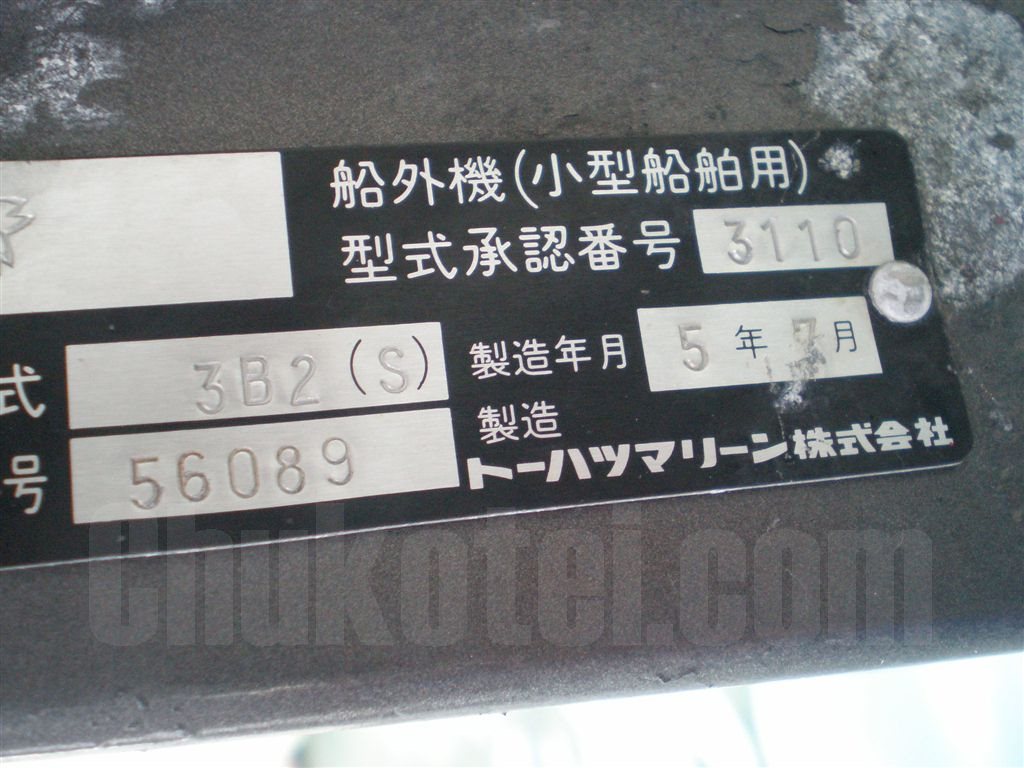 船外機(小型船舶用)
型式承認番号 3110
式 3B2(S) 製造年月 5年7月
号 56089 製造
トーハツマリーン株式会社
Chukotei.com